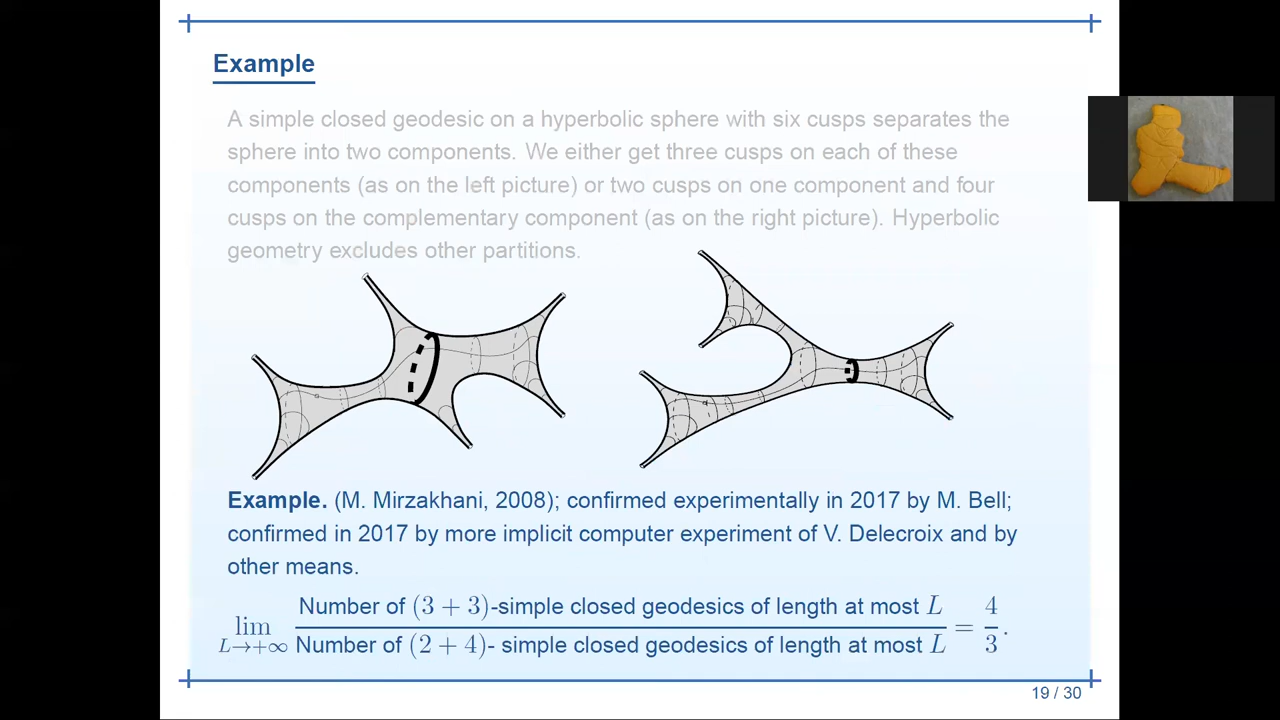 Example
A simple closed geodesic on a hyperbolic sphere with six cusps separates the
sphere into two components. We either get three cusps on each of these
components (as on the left picture) or two cusps on one component and four
cusps on the complementary component (as on the right picture). Hyperbolic
geometry excludes other partitions.
Example. (M. Mirzakhani, 2008); confirmed experimentally in 2017 by M. Bell;
confirmed in 2017 by more implicit computer experiment of V. Delecroix and by
other means.
lim L→+∞ Number of (3 + 3)-simple closed geodesics of length at most L / Number of (2 + 4)- simple closed geodesics of length at most L = 4/3 .
19 / 30